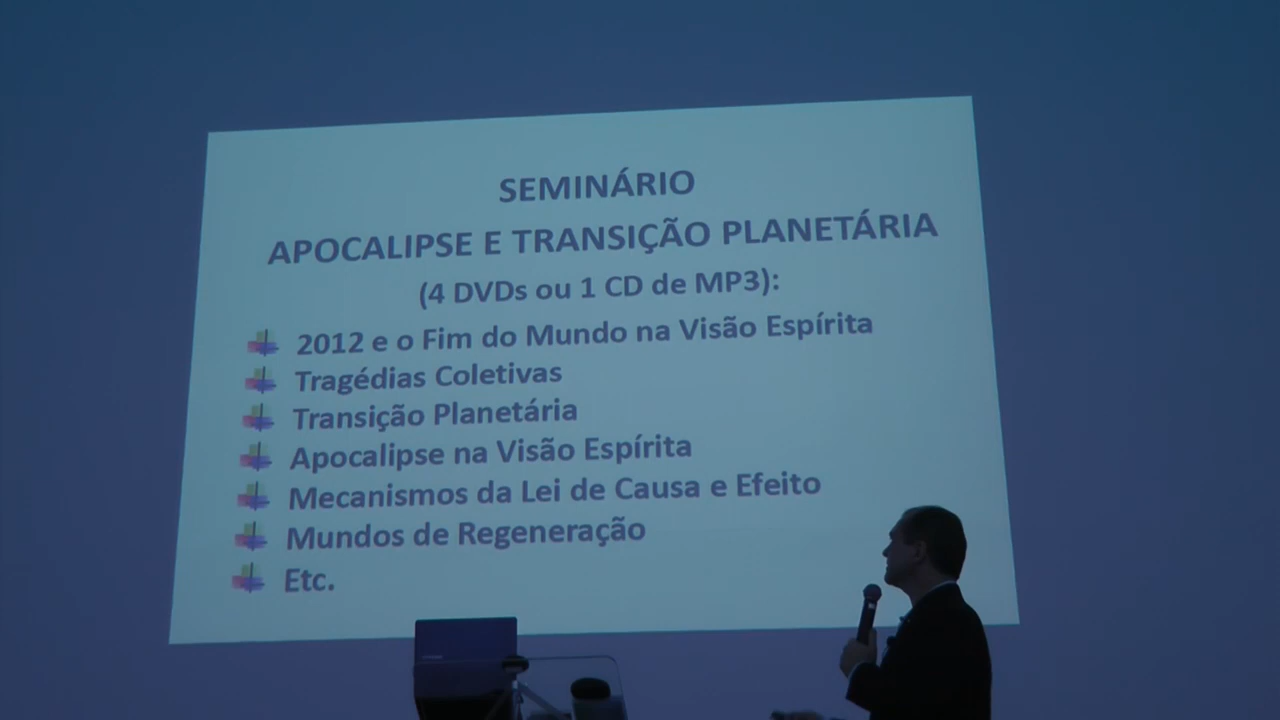 SEMINÁRIO
APOCALIPSE E TRANSIÇÃO PLANETÁRIA
(4 DVDs ou 1 CD de MP3):
2012 e o Fim do Mundo na Visão Espírita
Tragédias Coletivas
Transição Planetária
Apocalipse na Visão Espírita
Mecanismos da Lei de Causa e Efeito
Mundos de Regeneração
Etc.